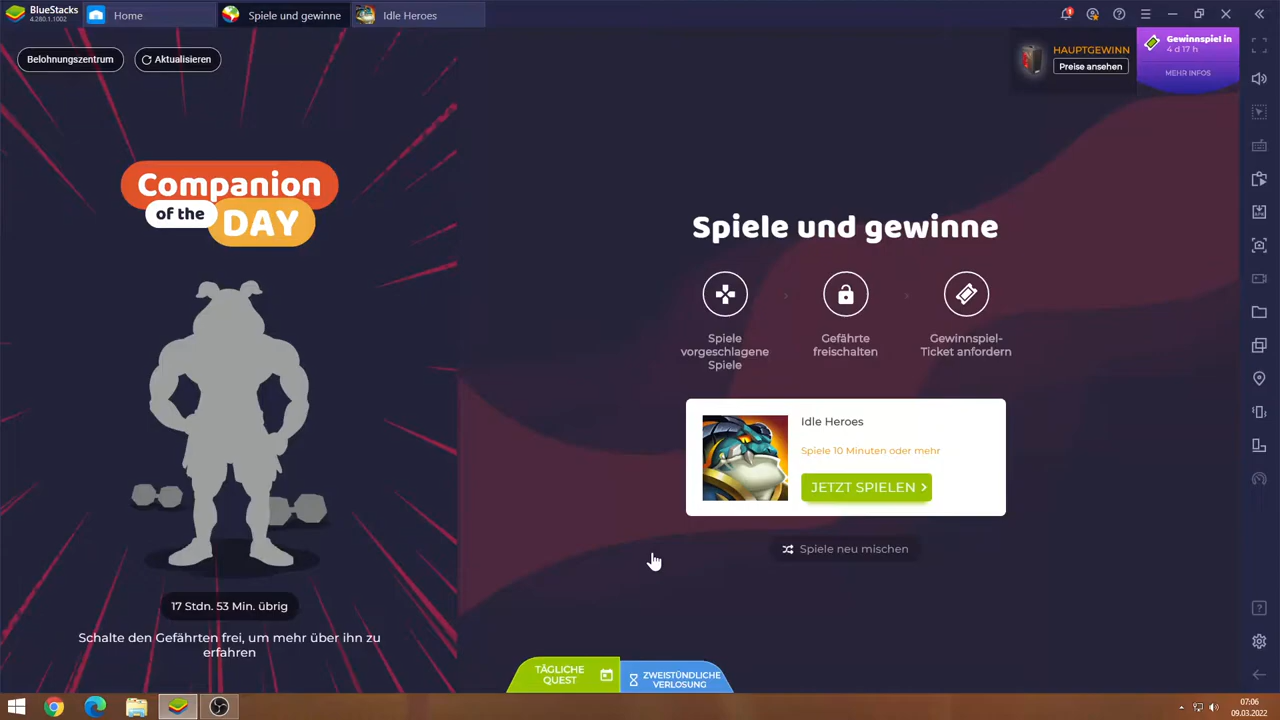 BlueStacks
4.280.1.1002
Home
Spiele und gewinne
Idle Heroes
Belohnungszentrum
Aktualisieren
HAUPTGEWINN
Preise ansehen
Gewinnspiel in
4 d 17 h
MEHR INFOS
Companion
of the
DAY
17 Stdn. 53 Min. übrig
Schalte den Gefährten frei, um mehr über ihn zu
erfahren
Spiele und gewinne
Spiele
vorgeschlagene
Spiele
Gefährte
freischalten
Gewinnspiel-
Ticket anfordern
Idle Heroes
Spiele 10 Minuten oder mehr
JETZT SPIELEN
Spiele neu mischen
TÄGLICHE
QUEST
ZWEISTÜNDLICHE
VERLOSUNG
07:06
09.03.2022